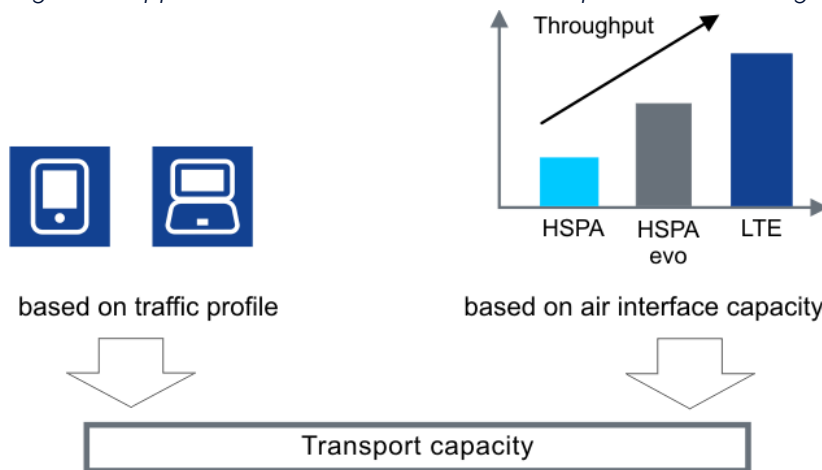 Throughput
HSPA
HSPA
evo
LTE
based on traffic profile
based on air interface capacity
Transport capacity